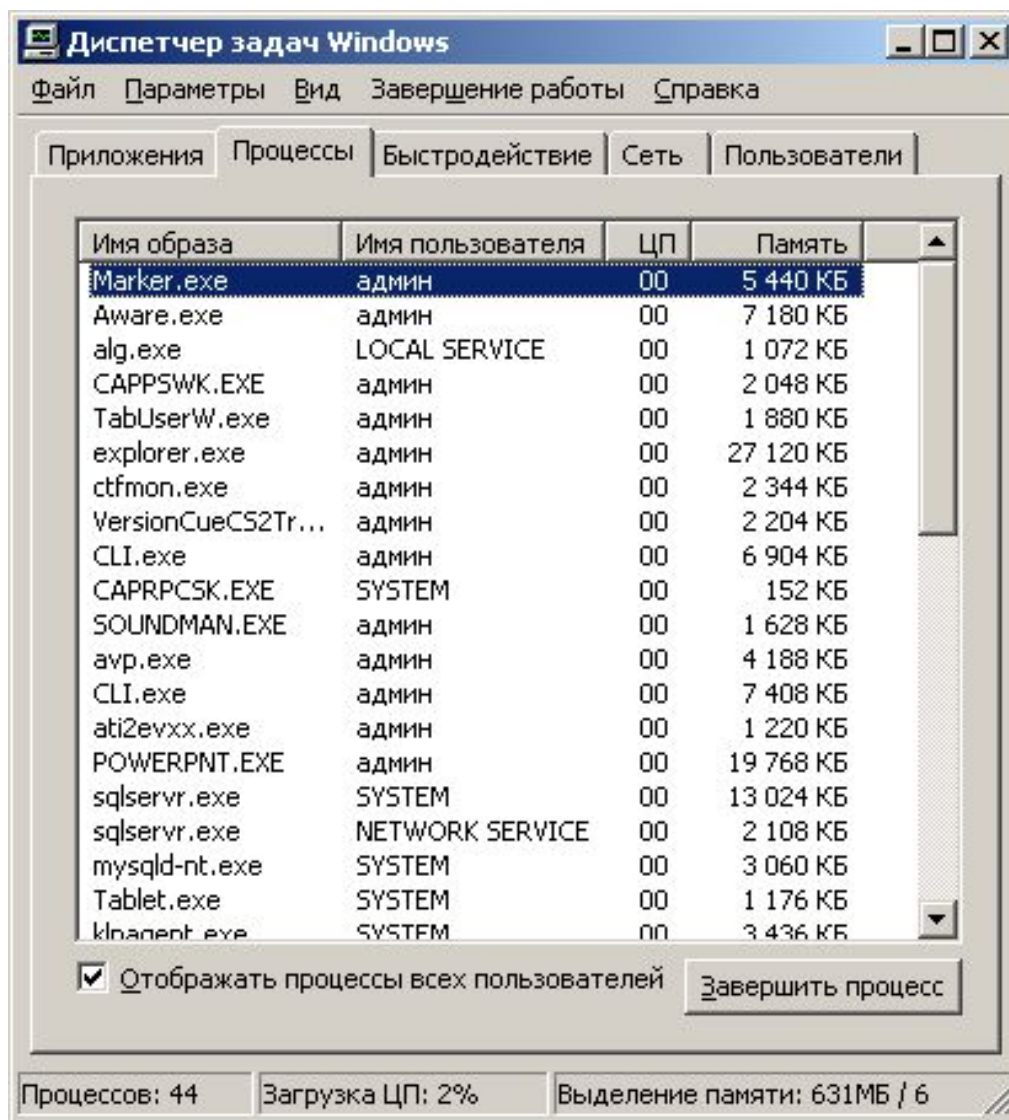 Диспетчер задач Windows
Файл Параметры Вид Завершение работы Справка
Приложения Процессы Быстродействие Сеть Пользователи
Имя образа Имя пользователя ЦП Память
Marker.exe админ 00 5 440 КБ
Aware.exe админ 00 7 180 КБ
alg.exe LOCAL SERVICE 00 1 072 КБ
CAPPSWK.EXE админ 00 2 048 КБ
TabUserW.exe админ 00 1 880 КБ
explorer.exe админ 00 27 120 КБ
ctfmon.exe админ 00 2 344 КБ
VersionCueCS2Tr... админ 00 2 204 КБ
CLI.exe админ 00 6 904 КБ
CAPRPCSK.EXE SYSTEM 00 152 КБ
SOUNDMAN.EXE админ 00 1 628 КБ
avp.exe админ 00 4 188 КБ
CLI.exe админ 00 7 408 КБ
ati2evxx.exe админ 00 1 220 КБ
POWERPNT.EXE админ 00 19 768 КБ
sqlservr.exe SYSTEM 00 13 024 КБ
sqlservr.exe NETWORK SERVICE 00 2 108 КБ
mysqld-nt.exe SYSTEM 00 3 060 КБ
Tablet.exe SYSTEM 00 1 176 КБ
klnagent.exe SYSTEM 00 3 436 КБ
Отображать процессы всех пользователей Завершить процесс
Процессов: 44 Загрузка ЦП: 2% Выделение памяти: 631МБ / 6